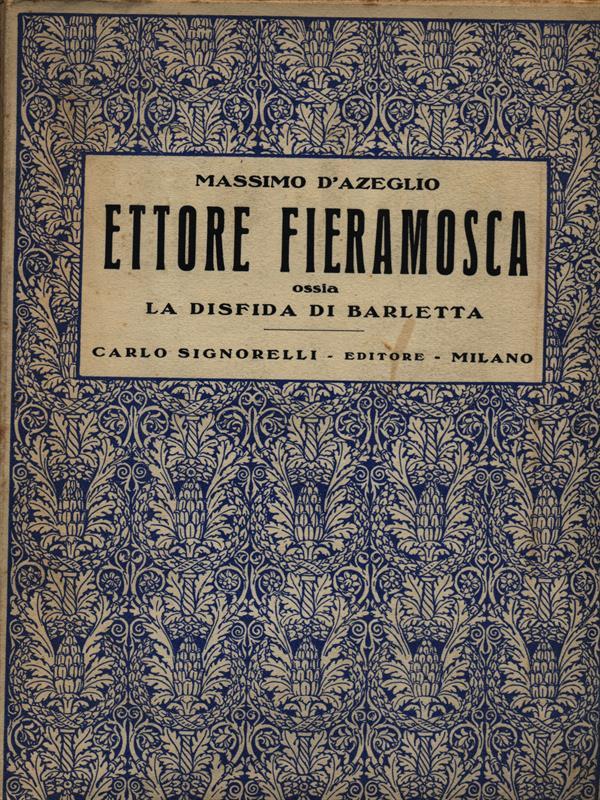 MASSIMO D'AZEGLIO
ETTORE FIERAMOSCA
ossia
LA DISFIDA DI BARLETTA
CARLO SIGNORELLI - EDITORE - MILANO